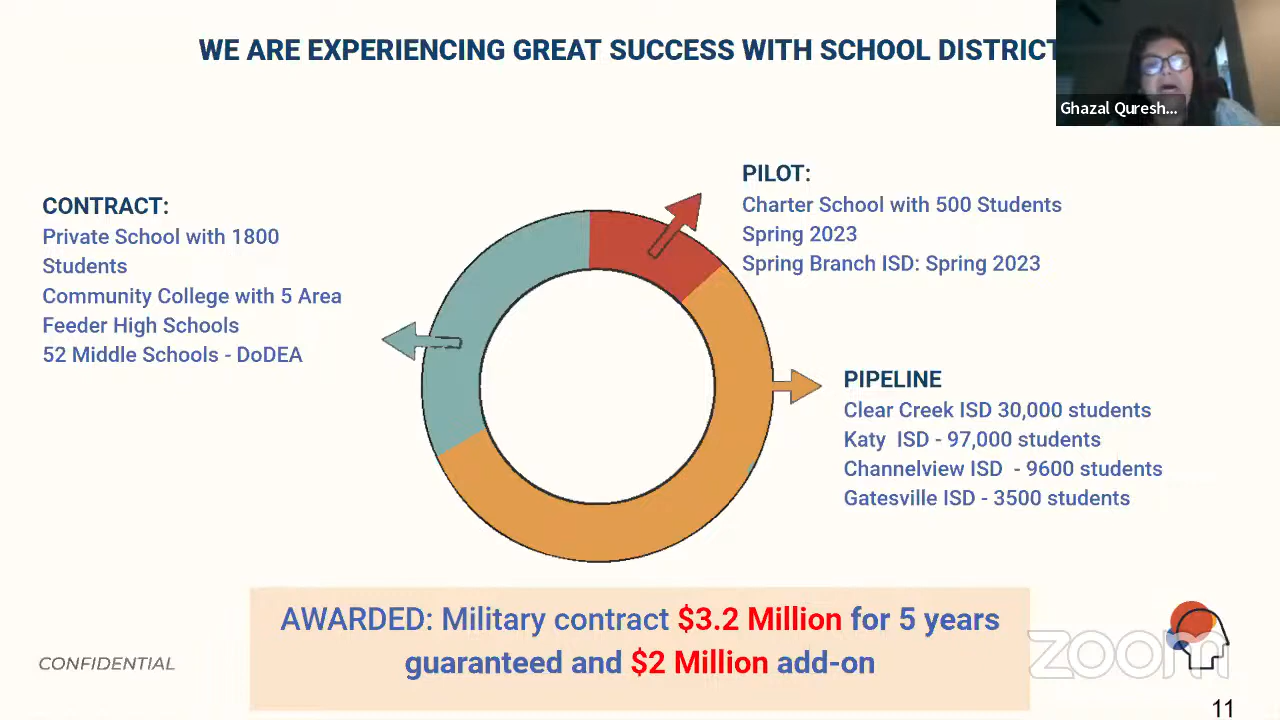 WE ARE EXPERIENCING GREAT SUCCESS WITH SCHOOL DISTRICT
Ghazal Quresh...
CONTRACT:
Private School with 1800
Students
Community College with 5 Area
Feeder High Schools
52 Middle Schools - DoDEA
PILOT:
Charter School with 500 Students
Spring 2023
Spring Branch ISD: Spring 2023
PIPELINE
Clear Creek ISD 30,000 students
Katy ISD - 97,000 students
Channelview ISD - 9600 students
Gatesville ISD - 3500 students
AWARDED: Military contract $3.2 Million for 5 years
guaranteed and $2 Million add-on
CONFIDENTIAL
zoom
11